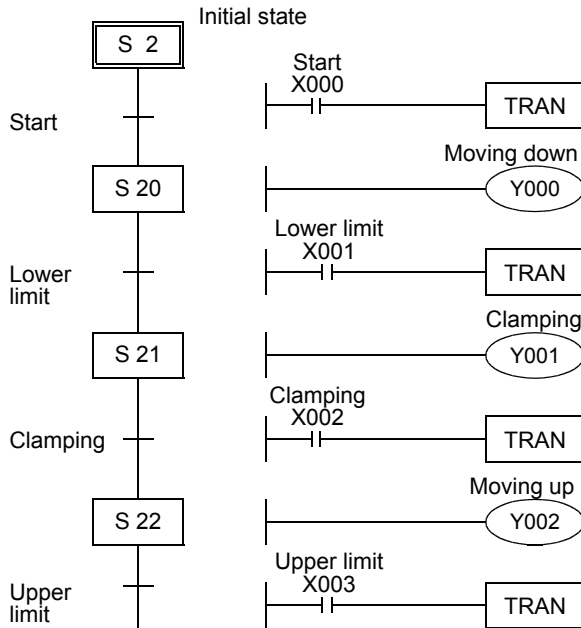 Initial state
S 2
Start
X000
TRAN
Start
Moving down
S 20
Y000
Lower limit
X001
TRAN
Lower
limit
Clamping
S 21
Y001
Clamping
X002
TRAN
Clamping
Moving up
S 22
Y002
Upper limit
X003
TRAN
Upper
limit